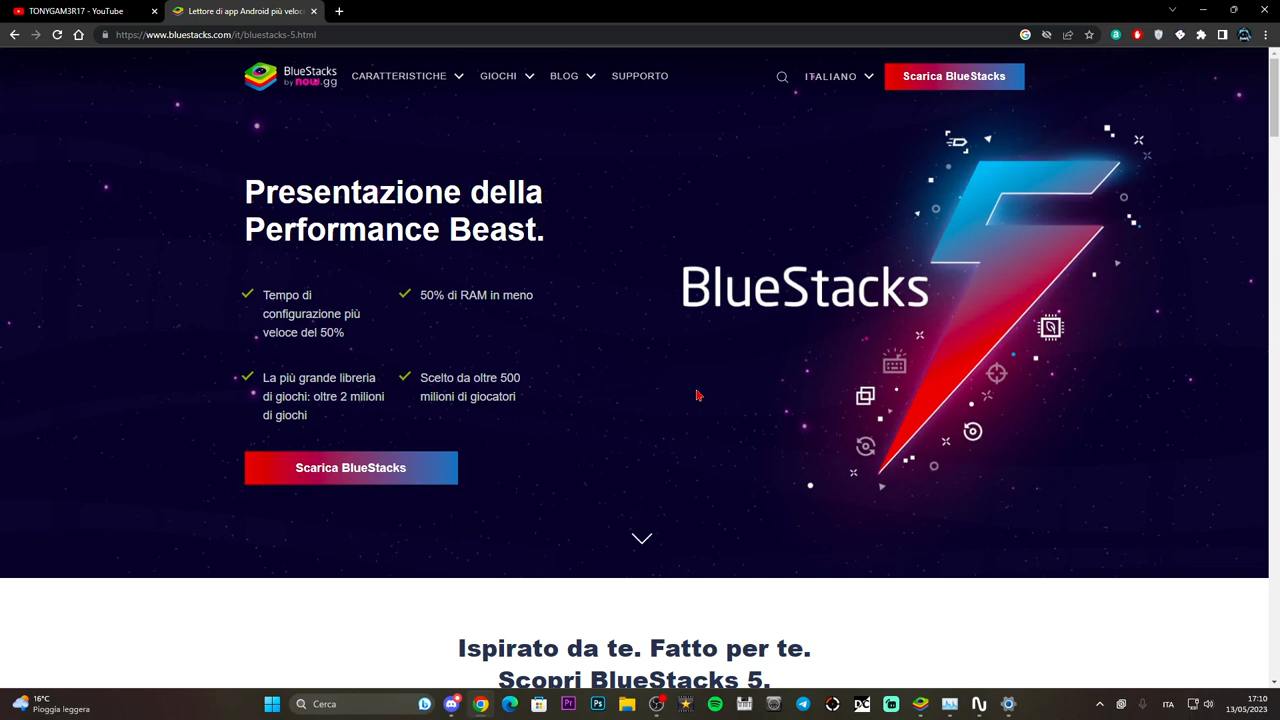 TONYGAM3R17 - YouTube
Lettore di app Android più veloc
https://www.bluestacks.com/it/bluestacks-5.html
BlueStacks
by now.gg
CARATTERISTICHE
GIOCHI
BLOG
SUPPORTO
ITALIANO
Scarica BlueStacks
Presentazione della
Performance Beast.
Tempo di
configurazione più
veloce del 50%
50% di RAM in meno
La più grande libreria
di giochi: oltre 2 milioni
di giochi
Scelto da oltre 500
milioni di giocatori
Scarica BlueStacks
BlueStacks
Ispirato da te. Fatto per te.
Scopri BlueStacks 5.
16°C
Pioggia leggera
Cerca
ITA
17:10
13/05/2023